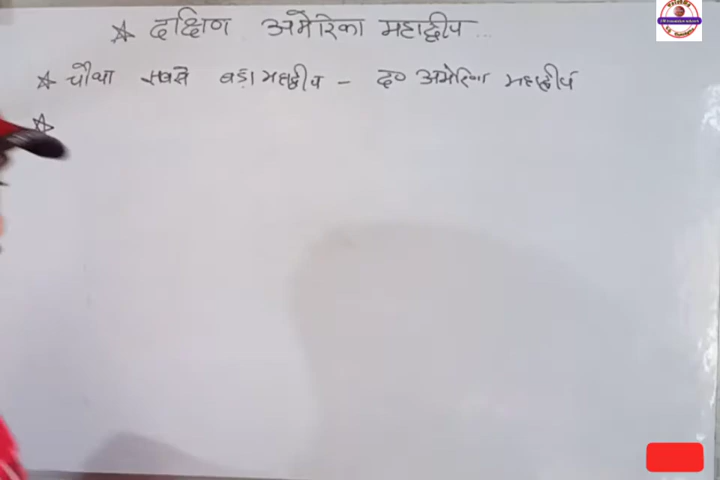 ☆ दक्षिण अमेरिका महाद्वीप ...
☆ चौथा सबसे बड़ा महाद्वीप - द० अमेरिका महाद्वीप
☆